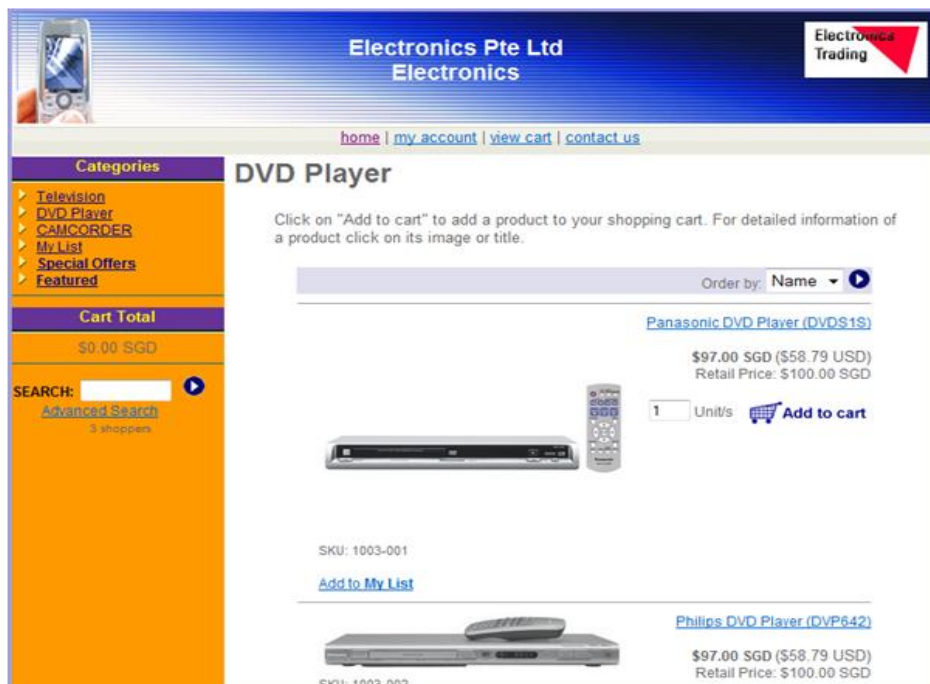 Electronics Pte Ltd
Electronics
Electronics
Trading
home | my account | view cart | contact us
Categories
Television
DVD Player
CAMCORDER
My List
Special Offers
Featured
Cart Total
$0.00 SGD
SEARCH:
Advanced Search
3 shoppers
DVD Player
Click on "Add to cart" to add a product to your shopping cart. For detailed information of
a product click on its image or title.
Order by: Name
Panasonic DVD Player (DVDS1S)
$97.00 SGD ($58.79 USD)
Retail Price: $100.00 SGD
1 Unit/s Add to cart
SKU: 1003-001
Add to My List
Philips DVD Player (DVP642)
$97.00 SGD ($58.79 USD)
Retail Price: $100.00 SGD
SKU: 1003-002